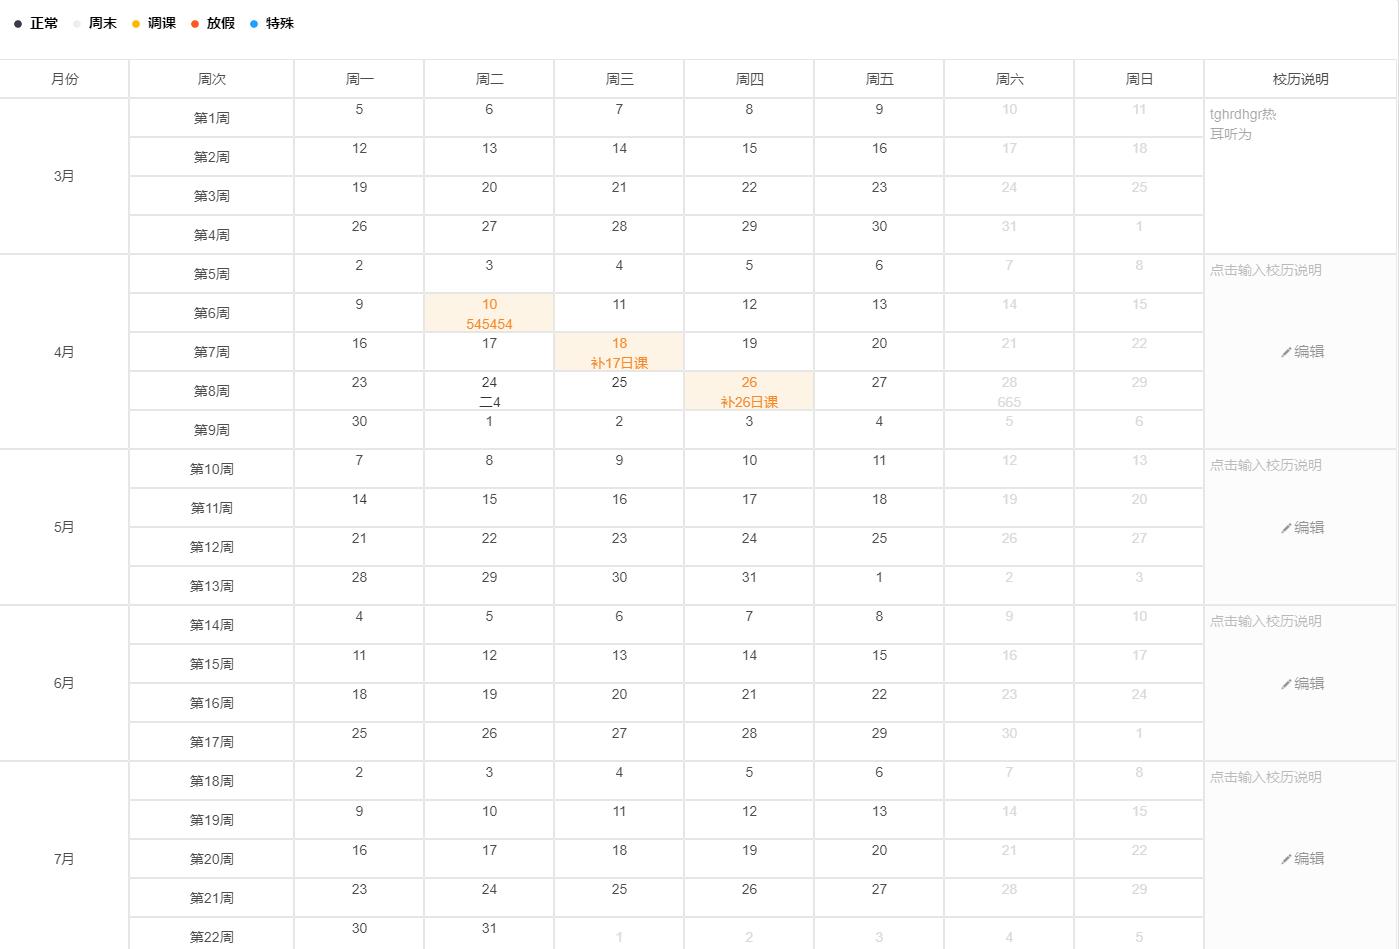 正常 周末 调课 放假 特殊
月份 周次 周一 周二 周三 周四 周五 周六 周日 校历说明
3月 第1周 5 6 7 8 9 10 11 tghrdhgr热
耳听为
第2周 12 13 14 15 16 17 18
第3周 19 20 21 22 23 24 25
第4周 26 27 28 29 30 31 1
4月 第5周 2 3 4 5 6 7 8 点击输入校历说明
第6周 9 10 11 12 13 14 15
545454
第7周 16 17 18 19 20 21 22 编辑
补17日课
第8周 23 24 25 26 27 28 29
二4 补26日课 665
第9周 30 1 2 3 4 5 6
5月 第10周 7 8 9 10 11 12 13 点击输入校历说明
第11周 14 15 16 17 18 19 20 编辑
第12周 21 22 23 24 25 26 27
第13周 28 29 30 31 1 2 3
6月 第14周 4 5 6 7 8 9 10 点击输入校历说明
第15周 11 12 13 14 15 16 17 编辑
第16周 18 19 20 21 22 23 24
第17周 25 26 27 28 29 30 1
7月 第18周 2 3 4 5 6 7 8 点击输入校历说明
第19周 9 10 11 12 13 14 15
第20周 16 17 18 19 20 21 22 编辑
第21周 23 24 25 26 27 28 29
第22周 30 31 1 2 3 4 5